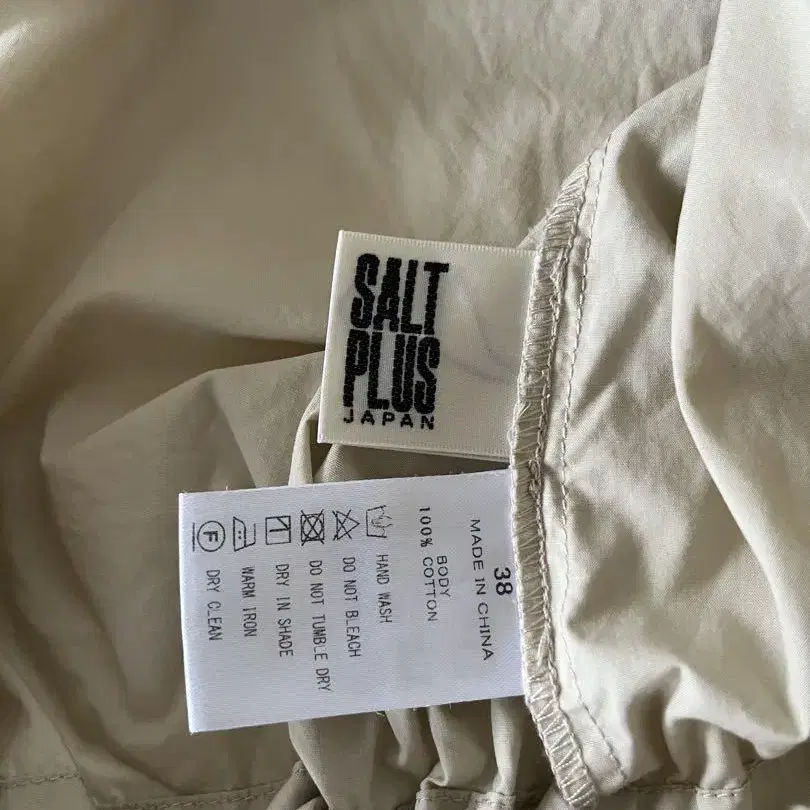 SALT
PLUS
JAPAN
38
MADE IN CHINA
BODY
100% COTTON
HAND WASH
DO NOT BLEACH
DO NOT TUMBLE DRY
DRY IN SHADE
WARM IRON
F DRY CLEAN